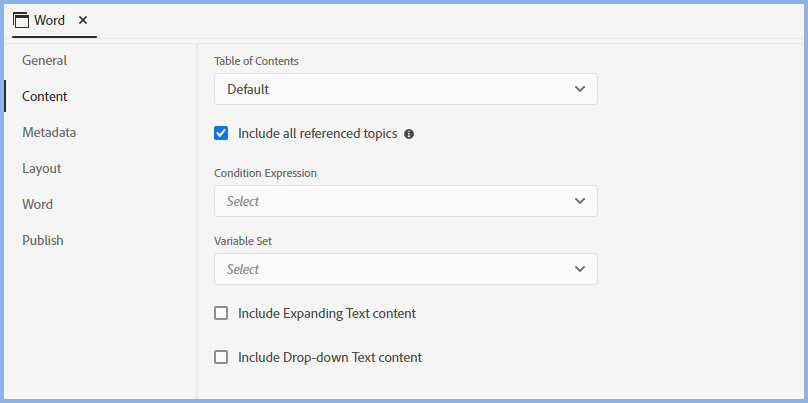 Word
General
Content
Metadata
Layout
Word
Publish
Table of Contents
Default
Include all referenced topics
Condition Expression
Select
Variable Set
Select
Include Expanding Text content
Include Drop-down Text content